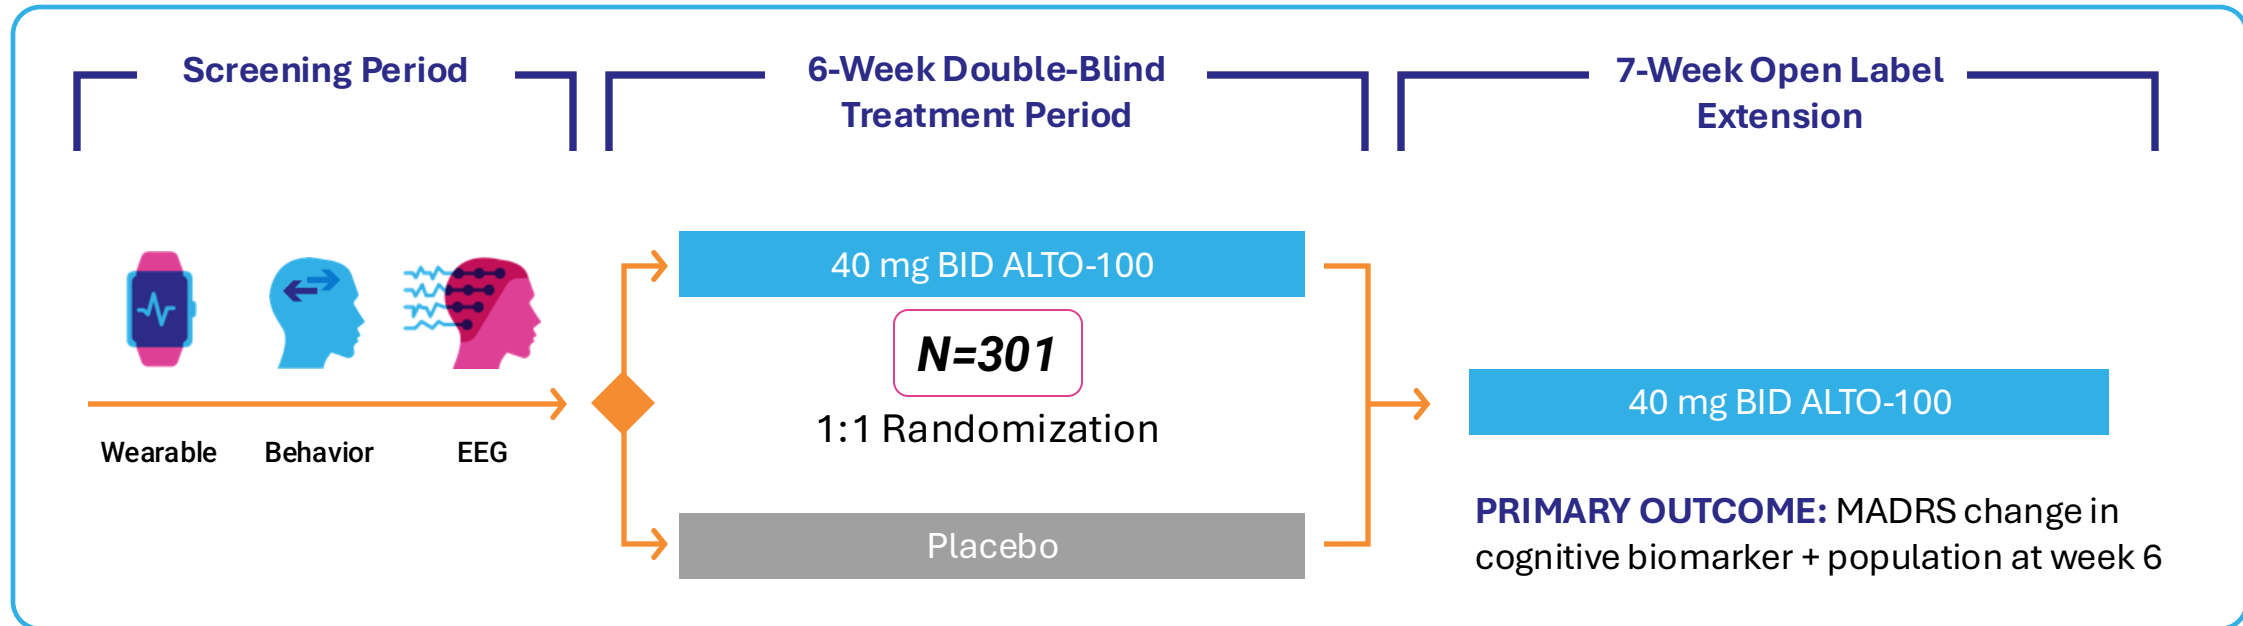 Screening Period
6-Week Double-Blind
Treatment Period
7-Week Open Label
Extension
Wearable
Behavior
EEG
40 mg BID ALTO-100
N=301
1:1 Randomization
Placebo
40 mg BID ALTO-100
PRIMARY OUTCOME: MADRS change in
cognitive biomarker + population at week 6